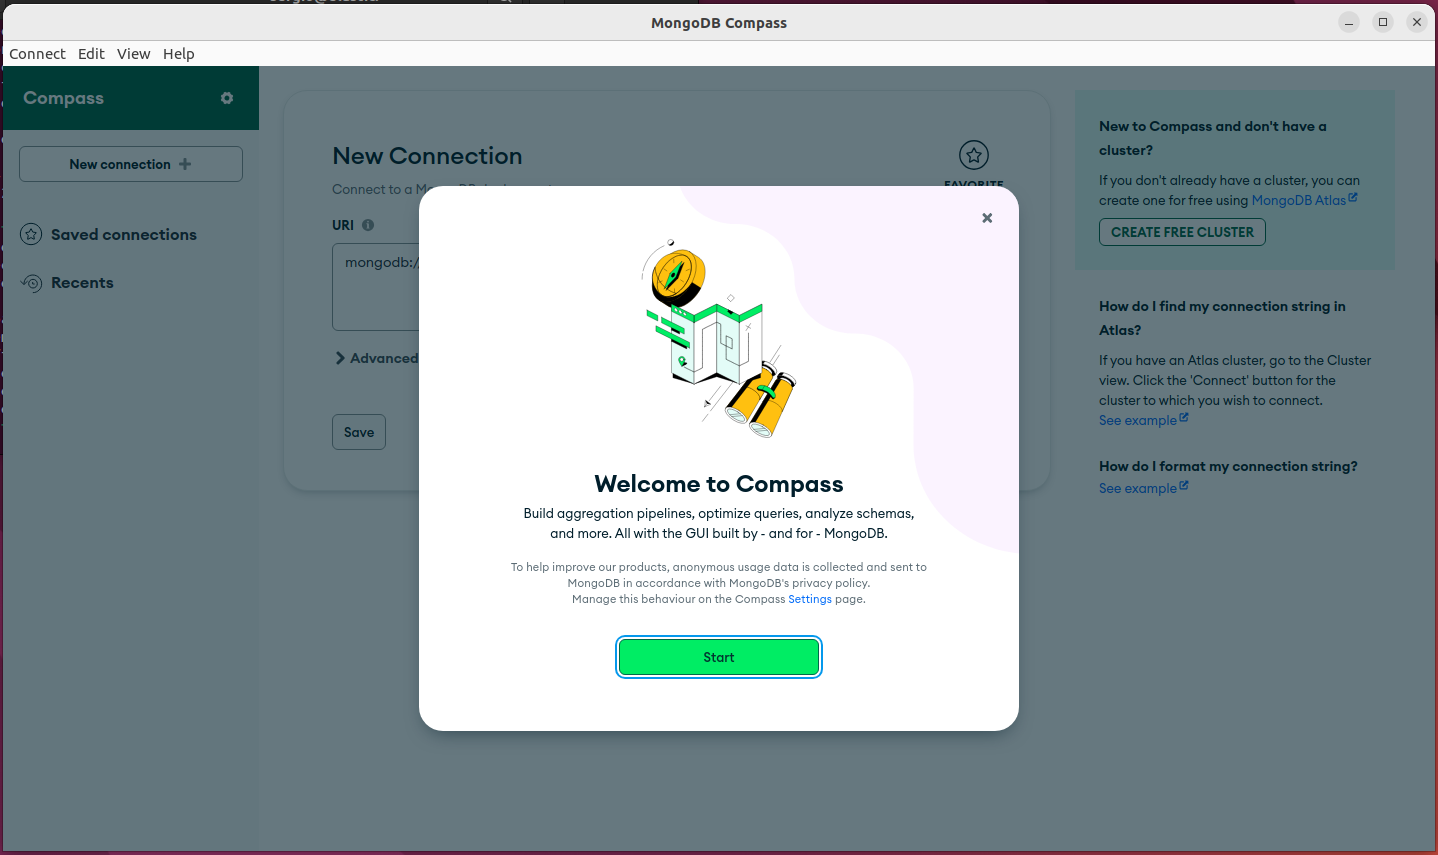 MongoDB Compass
Connect Edit View Help
Compass
New connection
Saved connections
Recents
New Connection
Connect to a
FAVORITE
URI
mongodb:/
Advanced
Save
Welcome to Compass
Build aggregation pipelines, optimize queries, analyze schemas,
and more. All with the GUI built by - and for - MongoDB.
To help improve our products, anonymous usage data is collected and sent to
MongoDB in accordance with MongoDB's privacy policy.
Manage this behaviour on the Compass Settings page.
Start
New to Compass and don't have a
cluster?
If you don't already have a cluster, you can
create one for free using MongoDB Atlas
CREATE FREE CLUSTER
How do I find my connection string in
Atlas?
If you have an Atlas cluster, go to the Cluster
view. Click the 'Connect' button for the
cluster to which you wish to connect.
See example
How do I format my connection string?
See example